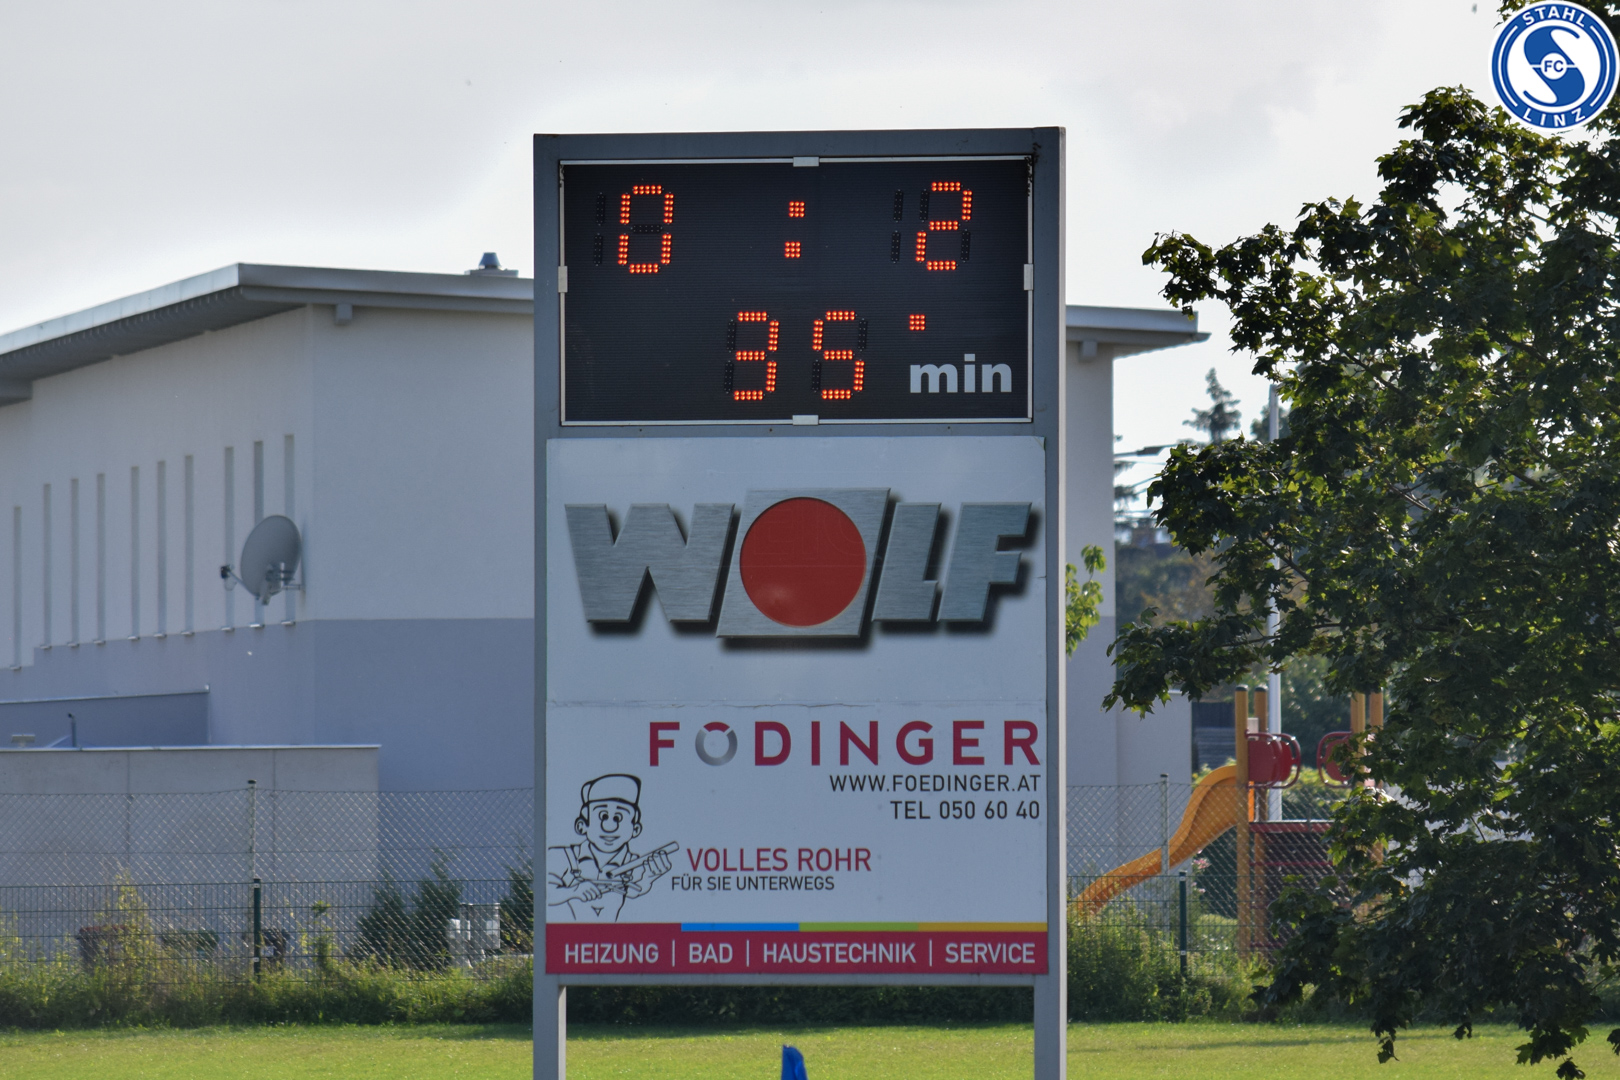 STAHL
FC
LINZ
0 : 2
35 min
WOLF
FÖDINGER
WWW.FOEDINGER.AT
TEL 050 60 40
VOLLES ROHR
FÜR SIE UNTERWEGS
HEIZUNG | BAD | HAUSTECHNIK | SERVICE